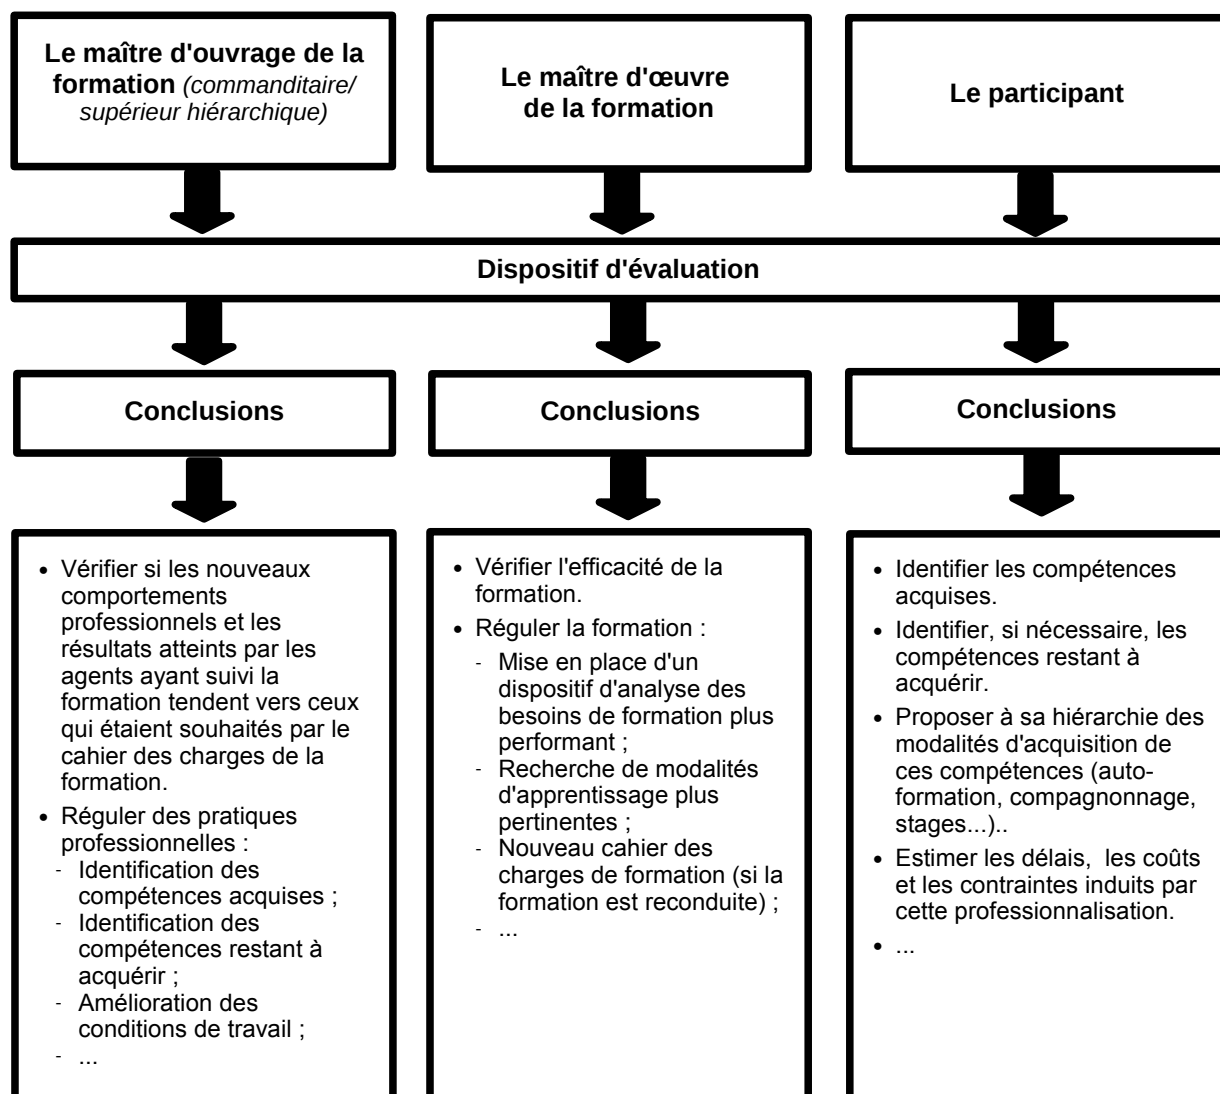 Le maître d'ouvrage de la
formation (commanditaire/
supérieur hiérarchique)
Le maître d'œuvre
de la formation
Le participant
Dispositif d'évaluation
Conclusions
Conclusions
Conclusions
• Vérifier si les nouveaux
comportements
professionnels et les
résultats atteints par les
agents ayant suivi la
formation tendent vers ceux
qui étaient souhaités par le
cahier des charges de la
formation.
• Réguler des pratiques
professionnelles :
- Identification des
compétences acquises ;
- Identification des
compétences restant à
acquérir ;
- Amélioration des
conditions de travail ;
- ...
• Vérifier l'efficacité de la
formation.
• Réguler la formation :
- Mise en place d'un
dispositif d'analyse des
besoins de formation plus
performant ;
- Recherche de modalités
d'apprentissage plus
pertinentes ;
- Nouveau cahier des
charges de formation (si la
formation est reconduite) ;
- ...
• Identifier les compétences
acquises.
• Identifier, si nécessaire, les
compétences restant à
acquérir.
• Proposer à sa hiérarchie des
modalités d'acquisition de
ces compétences (auto-
formation, compagnonnage,
stages...)..
• Estimer les délais, les coûts
et les contraintes induits par
cette professionnalisation.
• ...